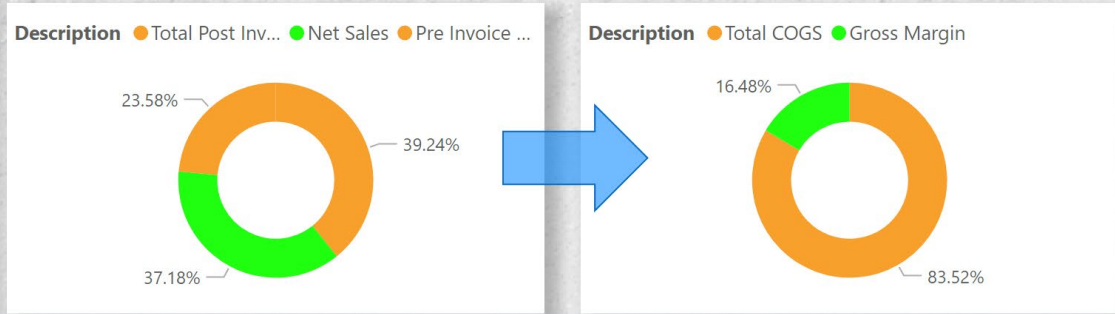 Description Total Post Inv... Net Sales Pre Invoice ...
23.58%
39.24%
37.18%
Description Total COGS Gross Margin
16.48%
83.52%